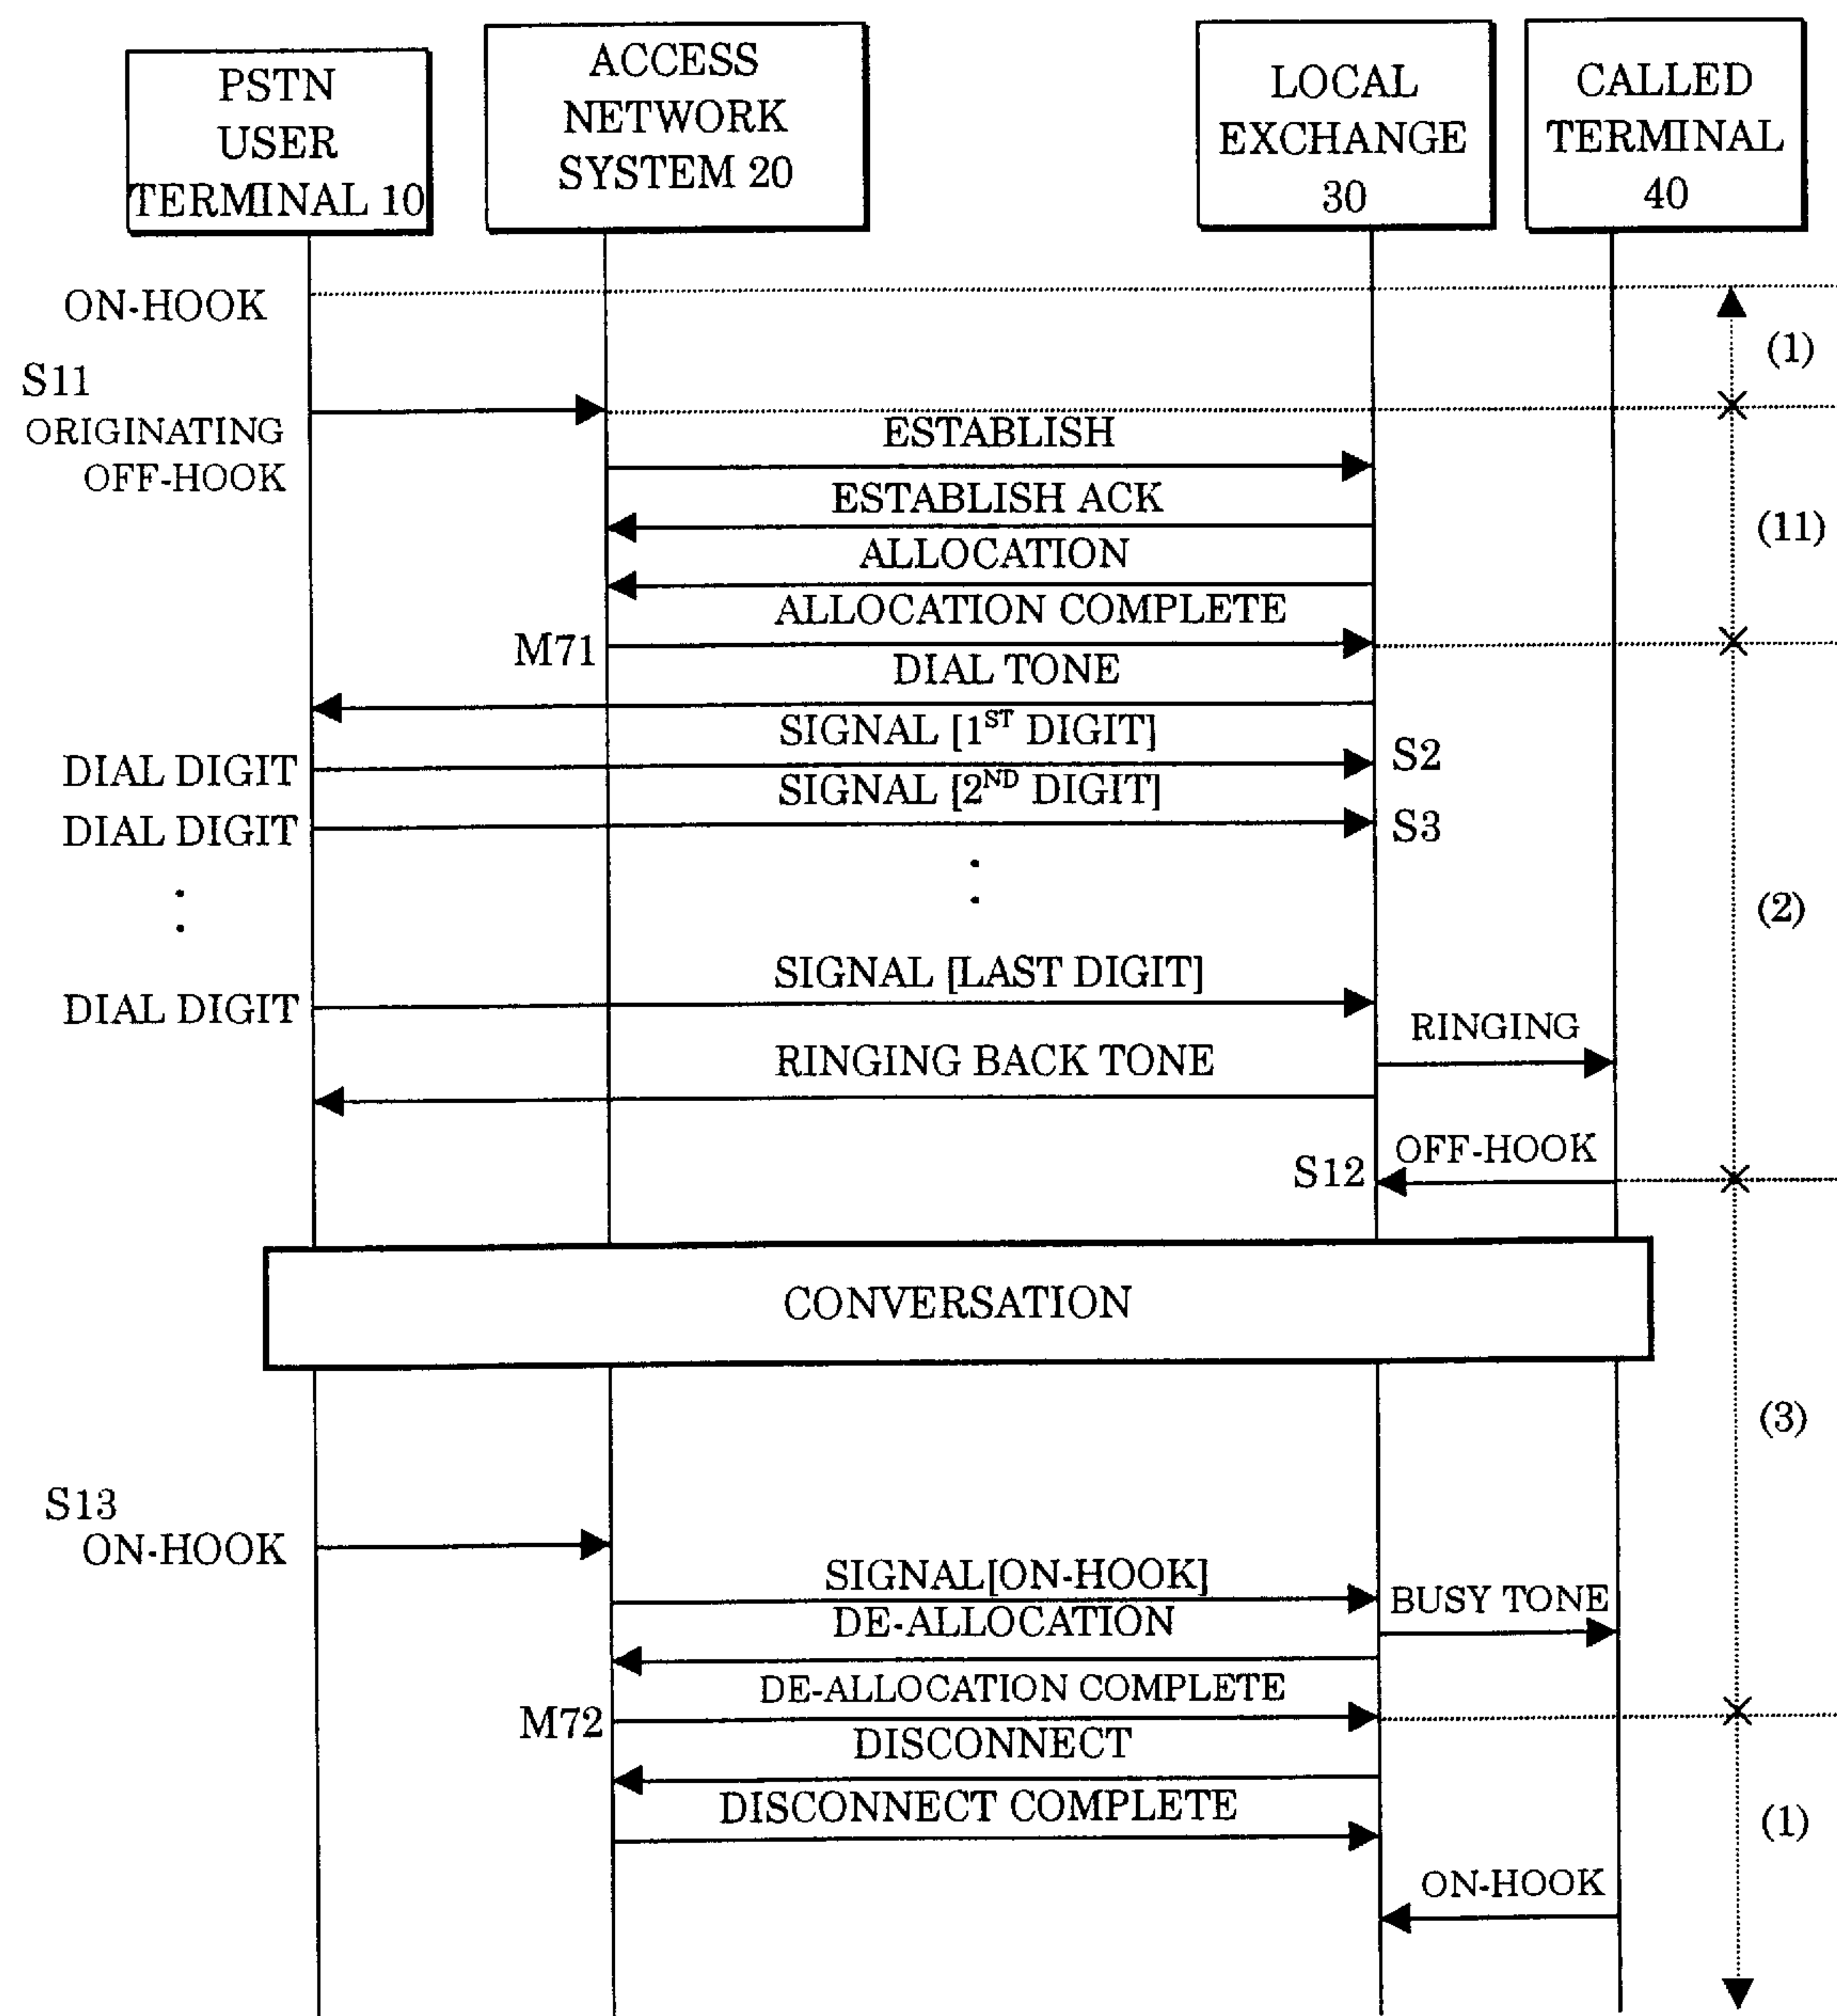 PSTN
USER
TERMINAL 10
ACCESS
NETWORK
SYSTEM 20
LOCAL
EXCHANGE
30
CALLED
TERMINAL
40
ON-HOOK
(1)
S11
ORIGINATING
OFF-HOOK
ESTABLISH
ESTABLISH ACK
(11)
ALLOCATION
ALLOCATION COMPLETE
M71
DIAL TONE
SIGNAL [1ST DIGIT]
DIAL DIGIT
S2
SIGNAL [2ND DIGIT]
DIAL DIGIT
S3
:
:
(2)
SIGNAL [LAST DIGIT]
DIAL DIGIT
RINGING
RINGING BACK TONE
OFF-HOOK
S12
CONVERSATION
(3)
S13
ON-HOOK
SIGNAL[ON-HOOK]
BUSY TONE
DE-ALLOCATION
DE-ALLOCATION COMPLETE
M72
DISCONNECT
DISCONNECT COMPLETE
(1)
ON-HOOK